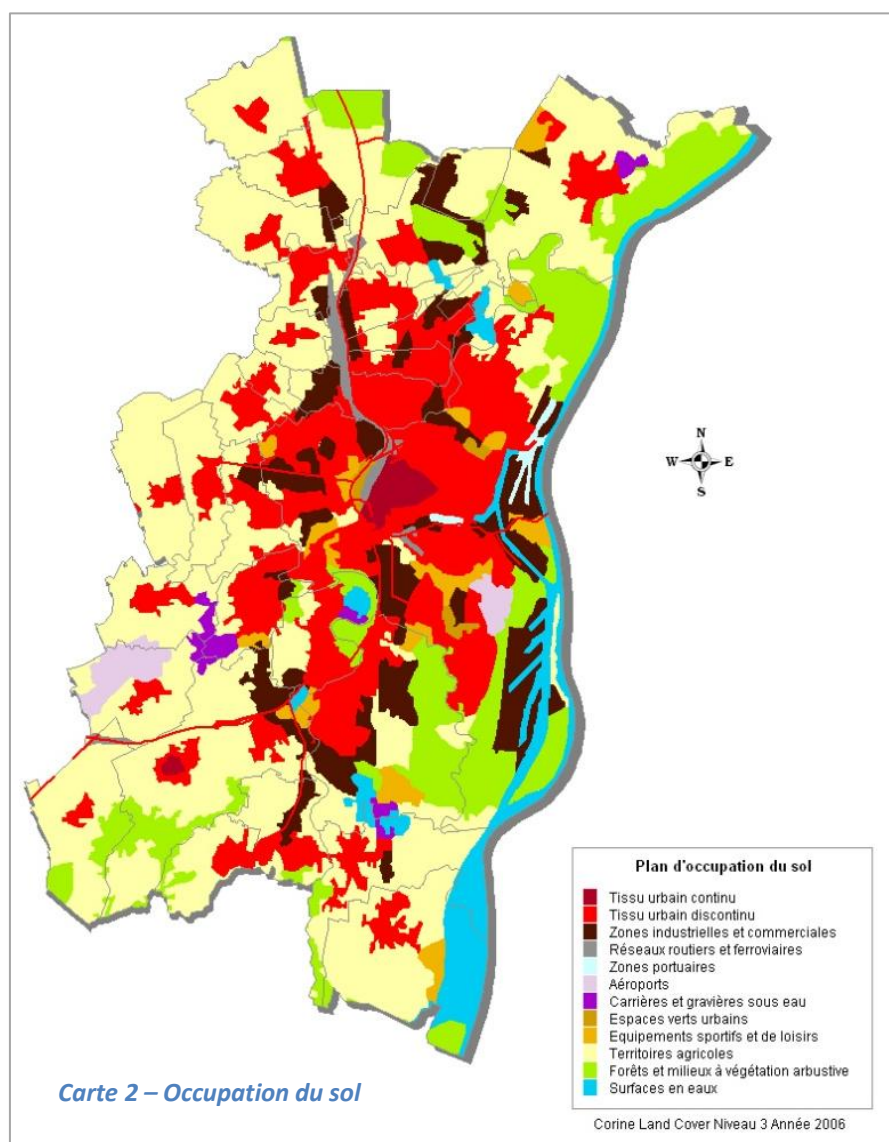 N
W E
S
Plan d'occupation du sol
Tissu urbain continu
Tissu urbain discontinu
Zones industrielles et commerciales
Réseaux routiers et ferroviaires
Zones portuaires
Aéroports
Carrières et gravières sous eau
Espaces verts urbains
Equipements sportifs et de loisirs
Territoires agricoles
Forêts et milieux à végétation arbustive
Surfaces en eaux
Carte 2 – Occupation du sol
Corine Land Cover Niveau 3 Année 2006